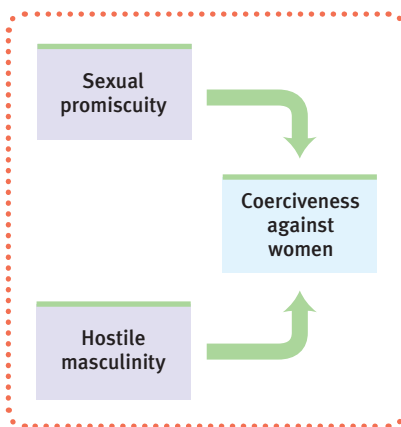 Sexual
promiscuity
Coerciveness
against
women
Hostile
masculinity